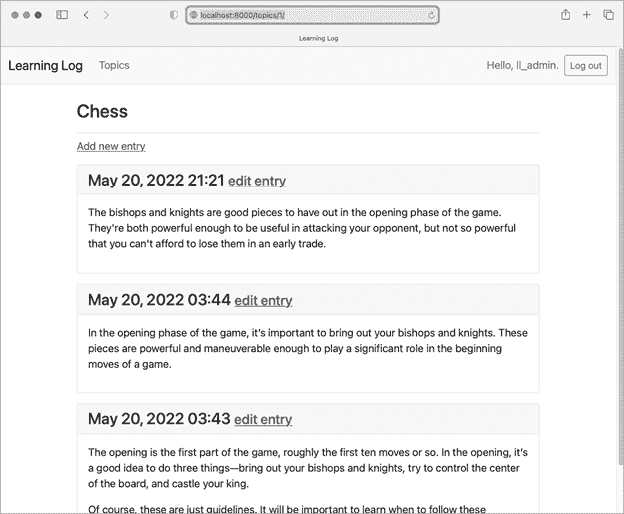 localhost:8000/topics/1/
Learning Log
Learning Log Topics Hello, ll_admin. Log out
Chess
Add new entry
May 20, 2022 21:21 edit entry
The bishops and knights are good pieces to have out in the opening phase of the game.
They're both powerful enough to be useful in attacking your opponent, but not so powerful
that you can't afford to lose them in an early trade.
May 20, 2022 03:44 edit entry
In the opening phase of the game, it's important to bring out your bishops and knights. These
pieces are powerful and maneuverable enough to play a significant role in the beginning
moves of a game.
May 20, 2022 03:43 edit entry
The opening is the first part of the game, roughly the first ten moves or so. In the opening, it's
a good idea to do three things—bring out your bishops and knights, try to control the center
of the board, and castle your king.
Of course, these are just guidelines. It will be important to learn when to follow these